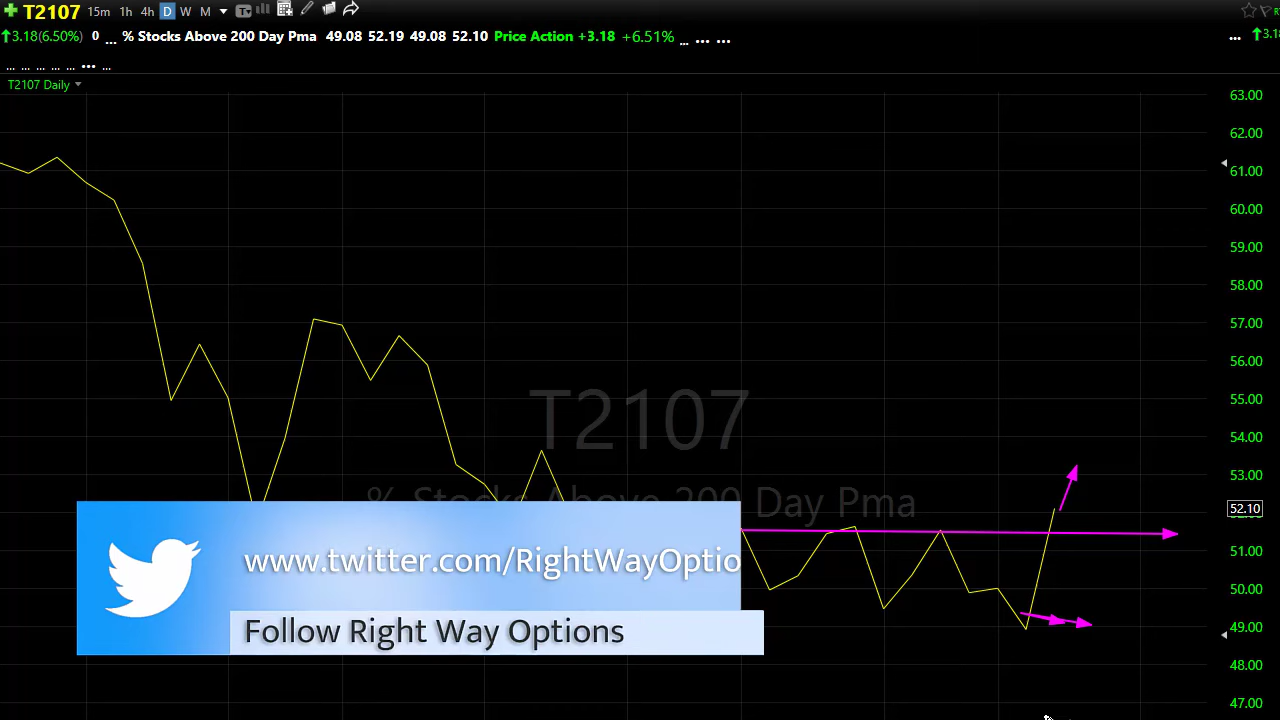 T2107 15m 1h 4h D W M T
3.18(6.50%) 0 ... % Stocks Above 200 Day Pma 49.08 52.19 49.08 52.10 Price Action +3.18 +6.51% ... ... ... ... 3.18
... ... ... ... ... ... ...
T2107 Daily
63.00
62.00
61.00
60.00
59.00
58.00
57.00
56.00
55.00
T2107
54.00
53.00
% Stocks Above 200 Day Pma
52.10
51.00
www.twitter.com/RightWayOptio
50.00
Follow Right Way Options
49.00
48.00
47.00